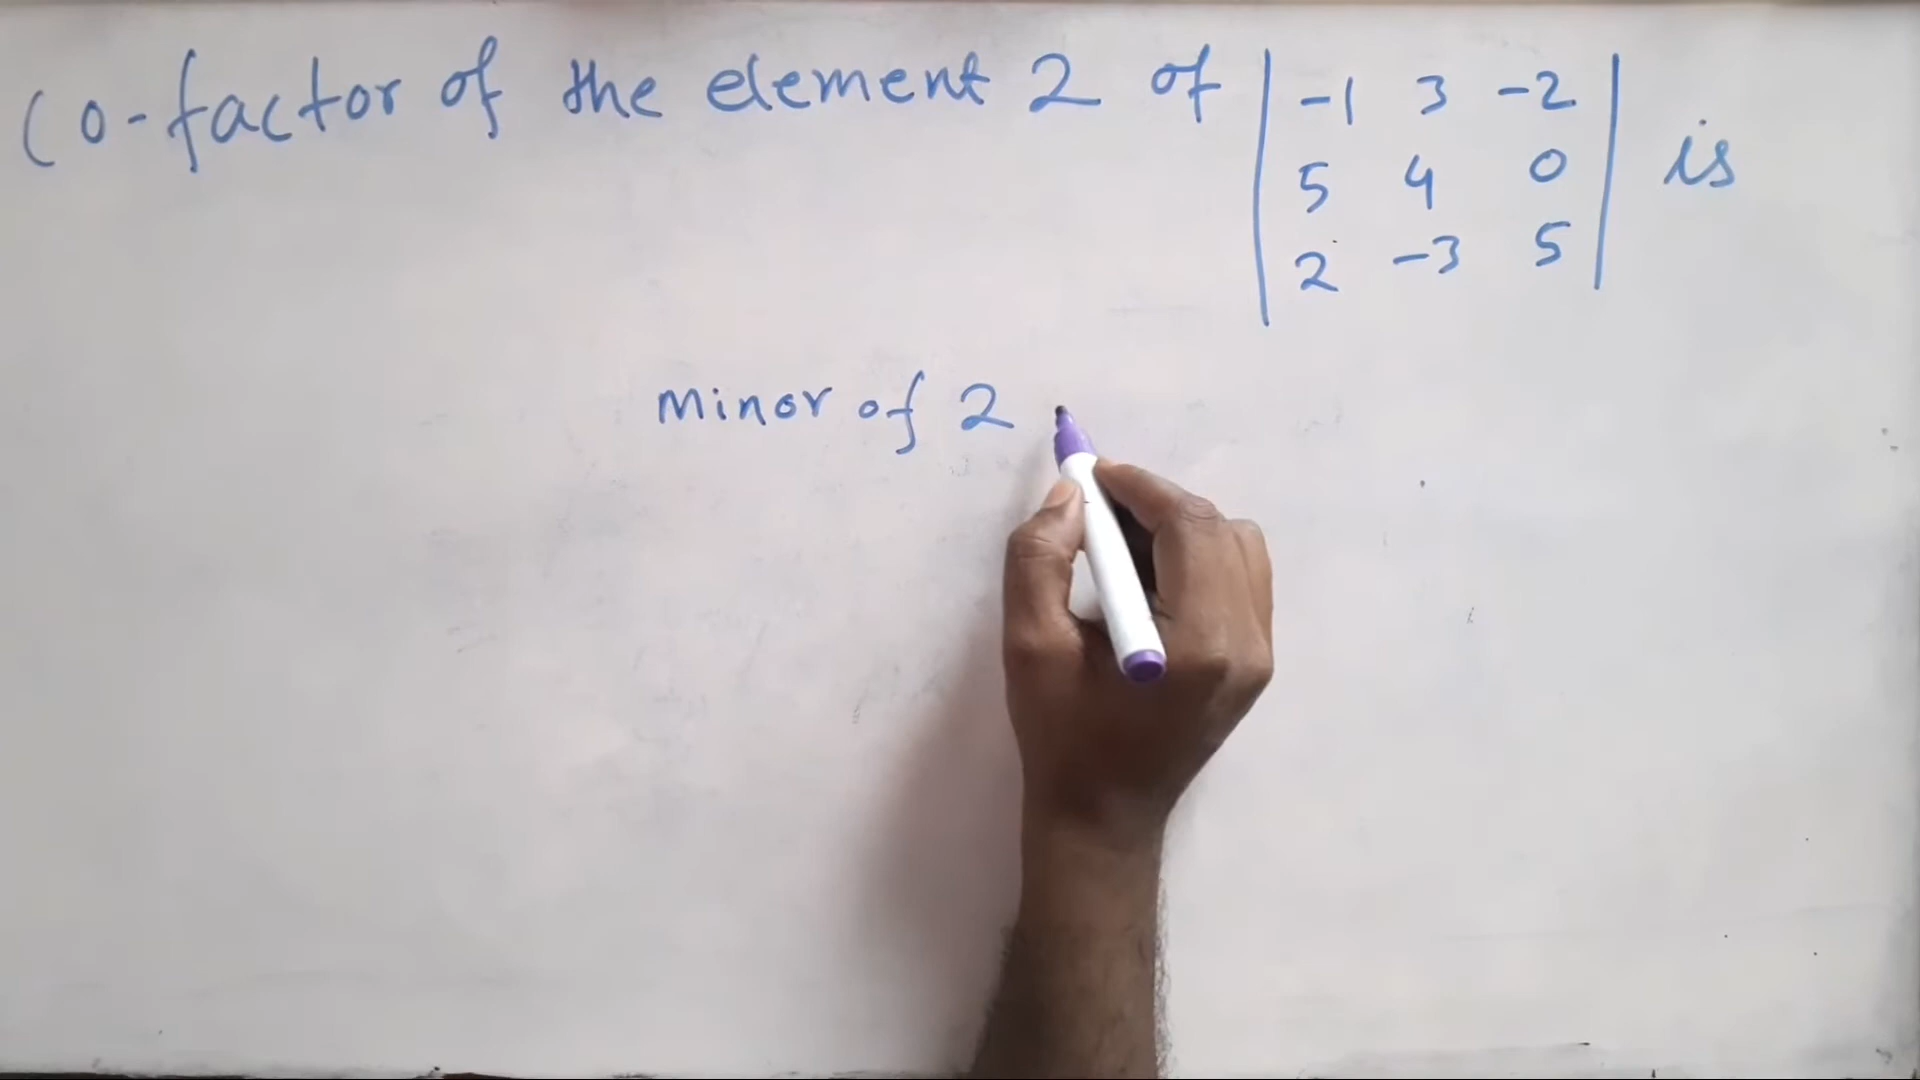 Co-factor of the element 2 of | -1 3 -2 | is
| 5 4 0 |
| 2 -3 5 |
Minor of 2